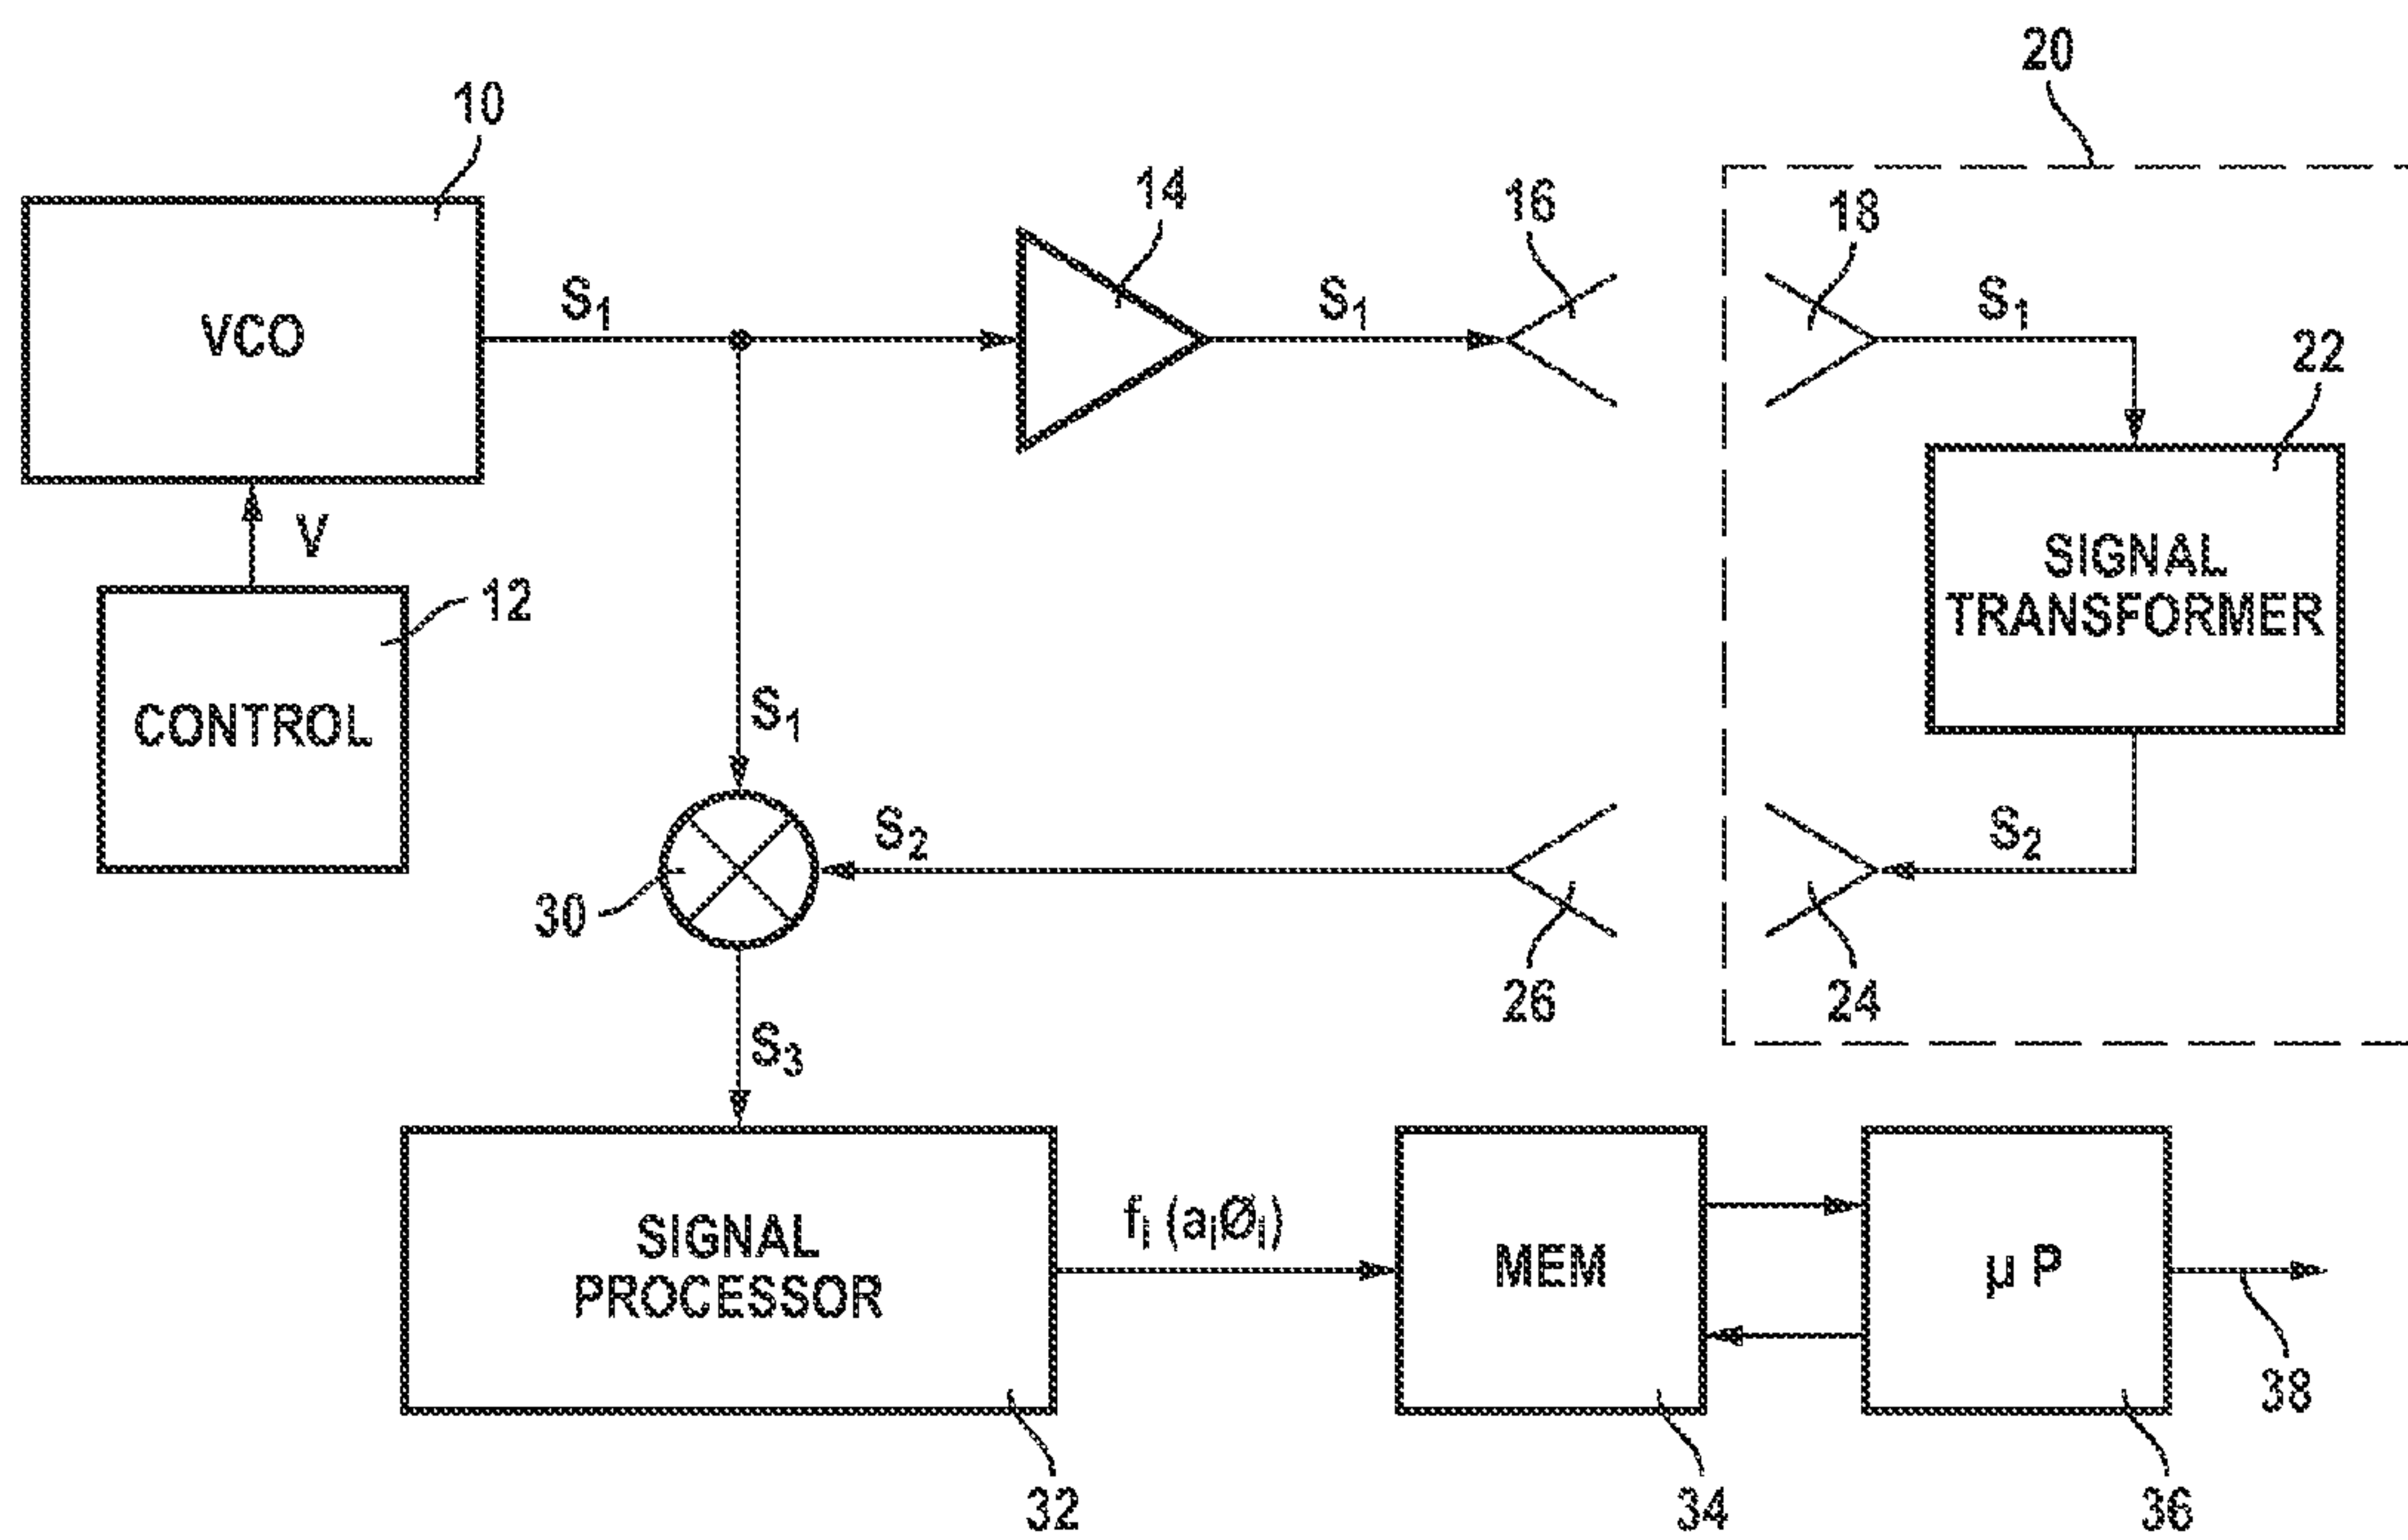 20
10
14
16
18
S₁
S₁
S₁
22
VCO
V
12
SIGNAL
TRANSFORMER
CONTROL
S₁
S₂
S₂
30
26
24
S₃
SIGNAL
PROCESSOR
fᵢ (aᵢØᵢ)
MEM
µ P
38
32
34
36